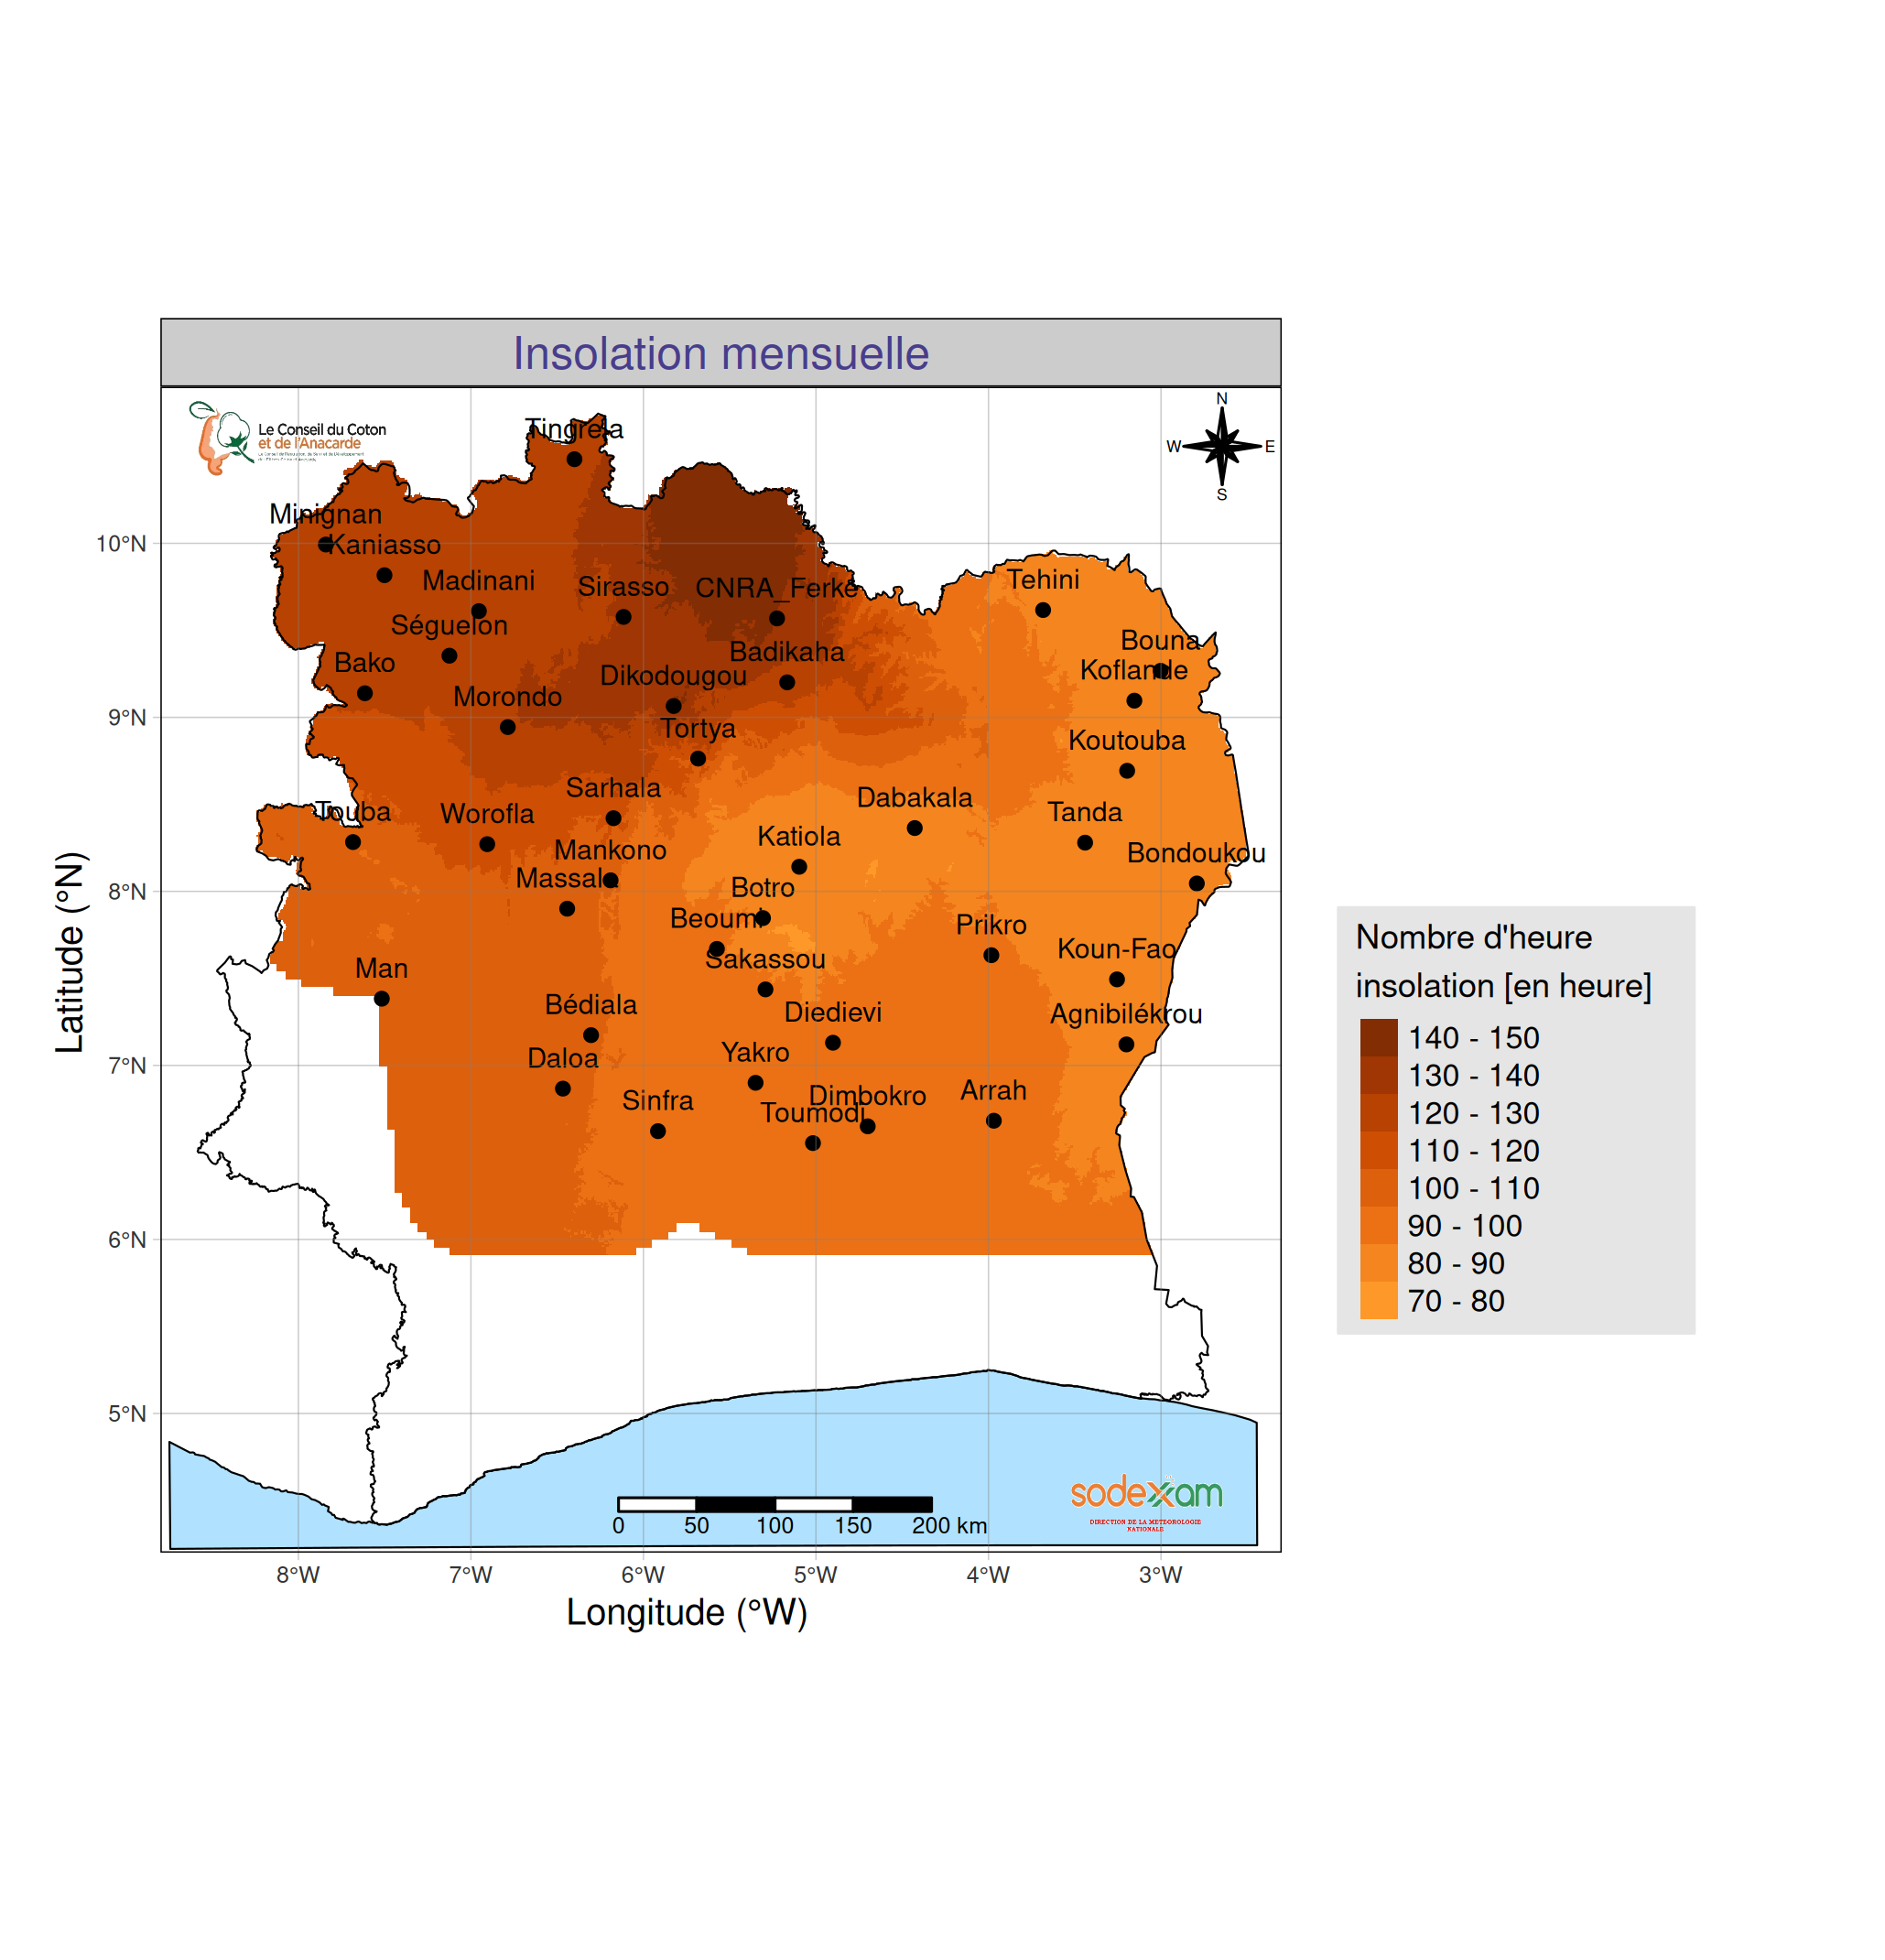 Insolation mensuelle
Le Conseil du Coton
et de l'Anacarde
N
W
E
S
Tingrela
Minignan
Kaniasso
Madinani
Sirasso
CNRA_Ferké
Tehini
Séguelon
Bouna
Bako
Badikaha
Koflande
Dikodougou
Morondo
Tortya
Koutouba
Sarhala
Dabakala
Touba
Worofla
Tanda
Katiola
Mankono
Bondoukou
Massala
Botro
Beoumi
Prikro
Koun-Fao
Sakassou
Man
Bédiala
Diedievi
Agnibilékrou
Yakro
Daloa
Dimbokro
Arrah
Sinfra
Toumodi
10°N
9°N
8°N
7°N
6°N
5°N
Latitude (°N)
0 50 100 150 200 km
sodexam
DIRECTION DE LA METEOROLOGIE
NATIONALE
8°W 7°W 6°W 5°W 4°W 3°W
Longitude (°W)
Nombre d'heure
insolation [en heure]
140 - 150
130 - 140
120 - 130
110 - 120
100 - 110
90 - 100
80 - 90
70 - 80